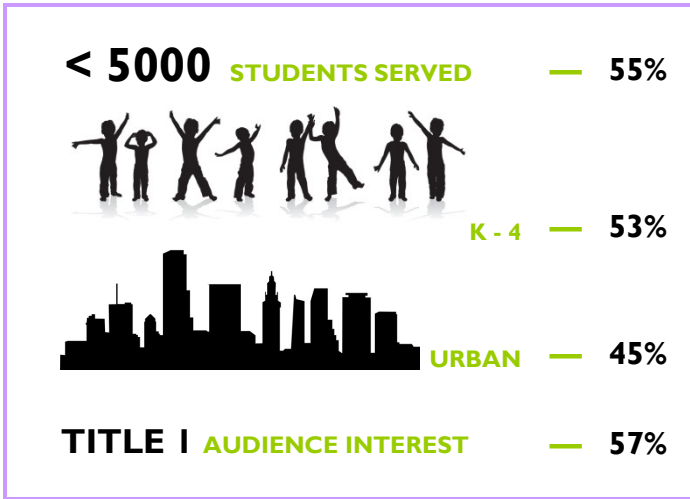 < 5000 STUDENTS SERVED — 55%
K - 4 — 53%
URBAN — 45%
TITLE I AUDIENCE INTEREST — 57%